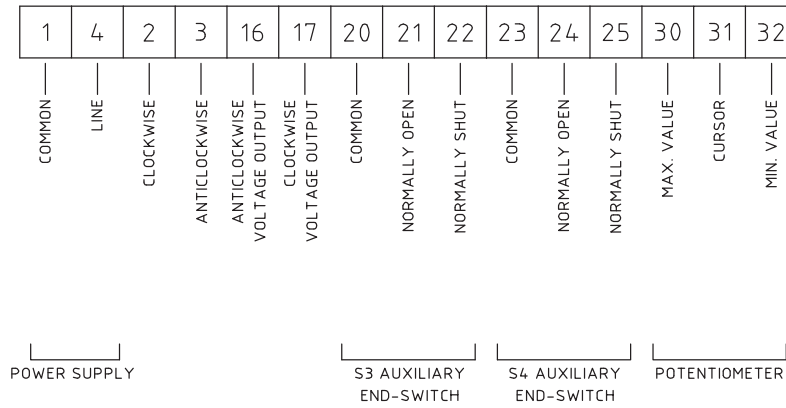 1 4 2 3 16 17 20 21 22 23 24 25 30 31 32
COMMON
LINE
CLOCKWISE
ANTICLOCKWISE
ANTICLOCKWISE
VOLTAGE OUTPUT
CLOCKWISE
VOLTAGE OUTPUT
COMMON
NORMALLY OPEN
NORMALLY SHUT
COMMON
NORMALLY OPEN
NORMALLY SHUT
MAX. VALUE
CURSOR
MIN. VALUE
POWER SUPPLY
S3 AUXILIARY
END-SWITCH
S4 AUXILIARY
END-SWITCH
POTENTIOMETER